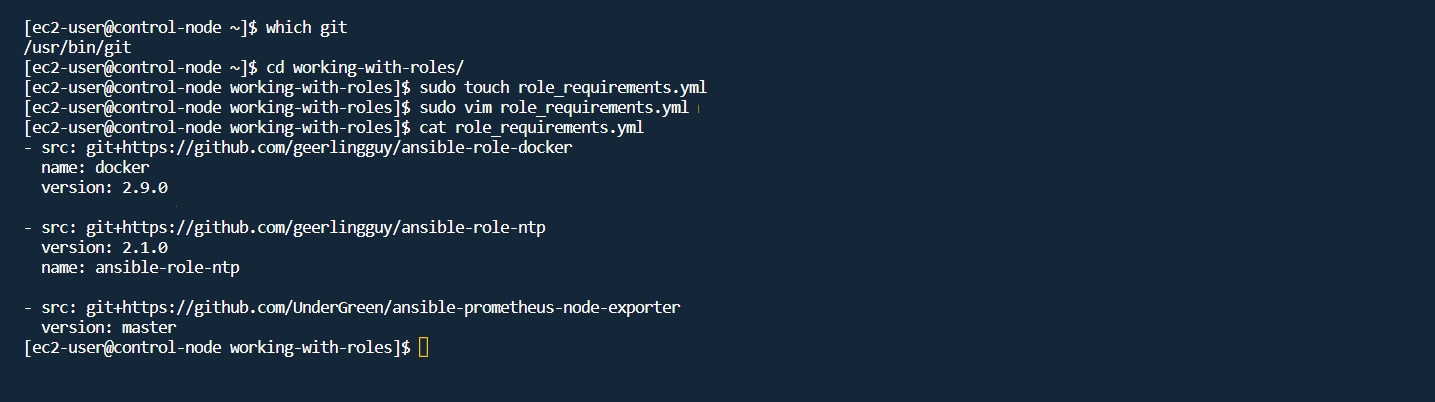 [ec2-user@control-node ~]$ which git
/usr/bin/git
[ec2-user@control-node ~]$ cd working-with-roles/
[ec2-user@control-node working-with-roles]$ sudo touch role_requirements.yml
[ec2-user@control-node working-with-roles]$ sudo vim role_requirements.yml
[ec2-user@control-node working-with-roles]$ cat role_requirements.yml
- src: git+https://github.com/geerlingguy/ansible-role-docker
  name: docker
  version: 2.9.0

- src: git+https://github.com/geerlingguy/ansible-role-ntp
  version: 2.1.0
  name: ansible-role-ntp

- src: git+https://github.com/UnderGreen/ansible-prometheus-node-exporter
  version: master
[ec2-user@control-node working-with-roles]$